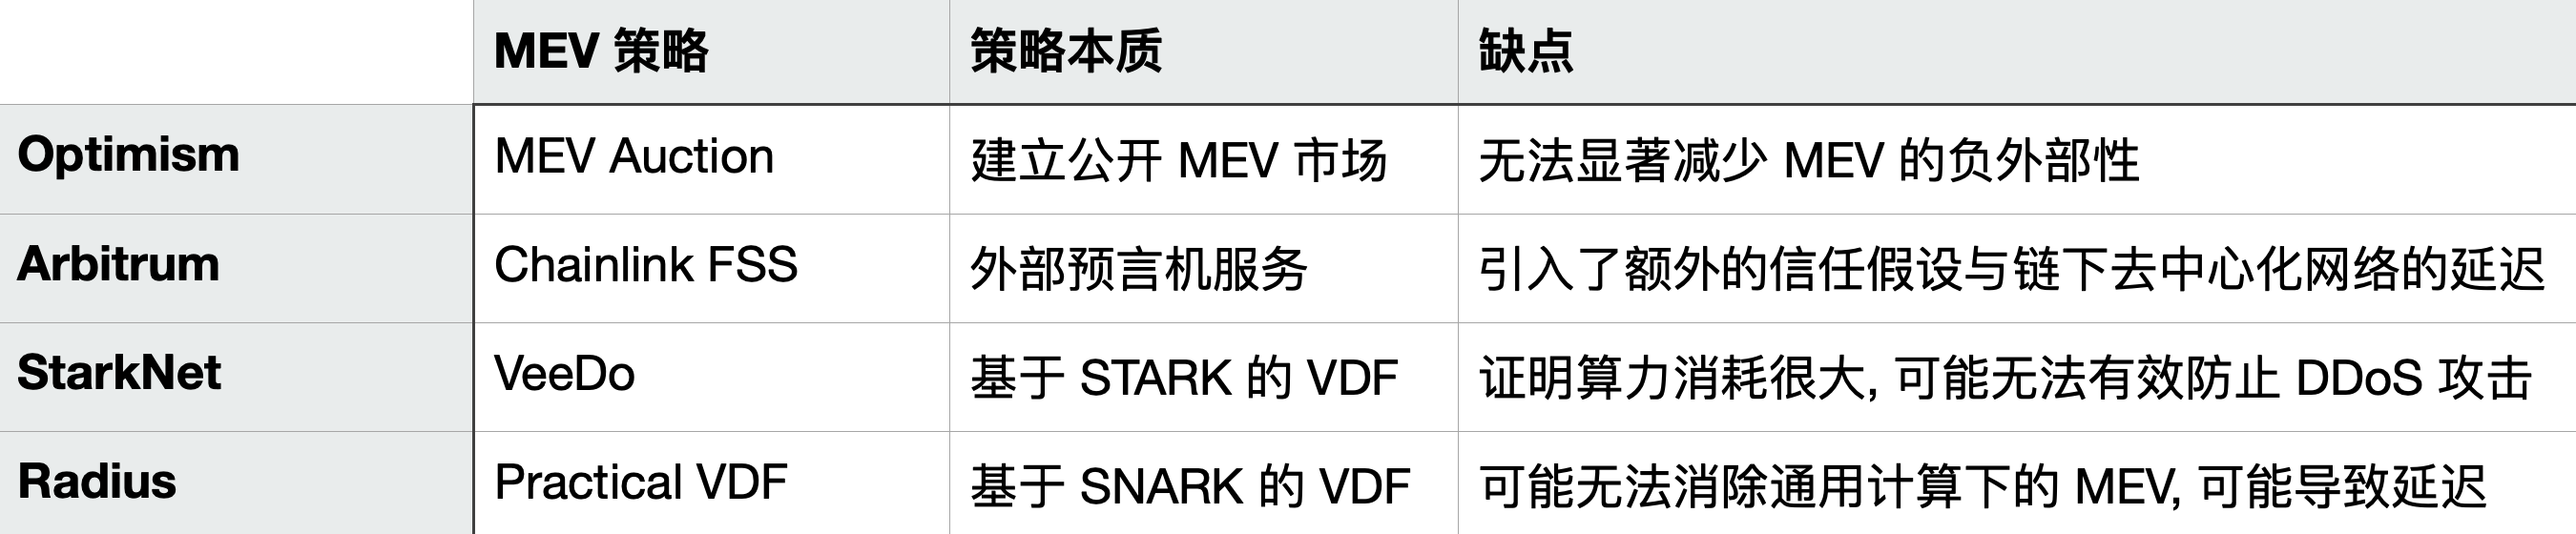 MEV 策略 策略本质 缺点
Optimism MEV Auction 建立公开 MEV 市场 无法显著减少 MEV 的负外部性
Arbitrum Chainlink FSS 外部预言机服务 引入了额外的信任假设与链下去中心化网络的延迟
StarkNet VeeDo 基于 STARK 的 VDF 证明算力消耗很大, 可能无法有效防止 DDoS 攻击
Radius Practical VDF 基于 SNARK 的 VDF 可能无法消除通用计算下的 MEV, 可能导致延迟